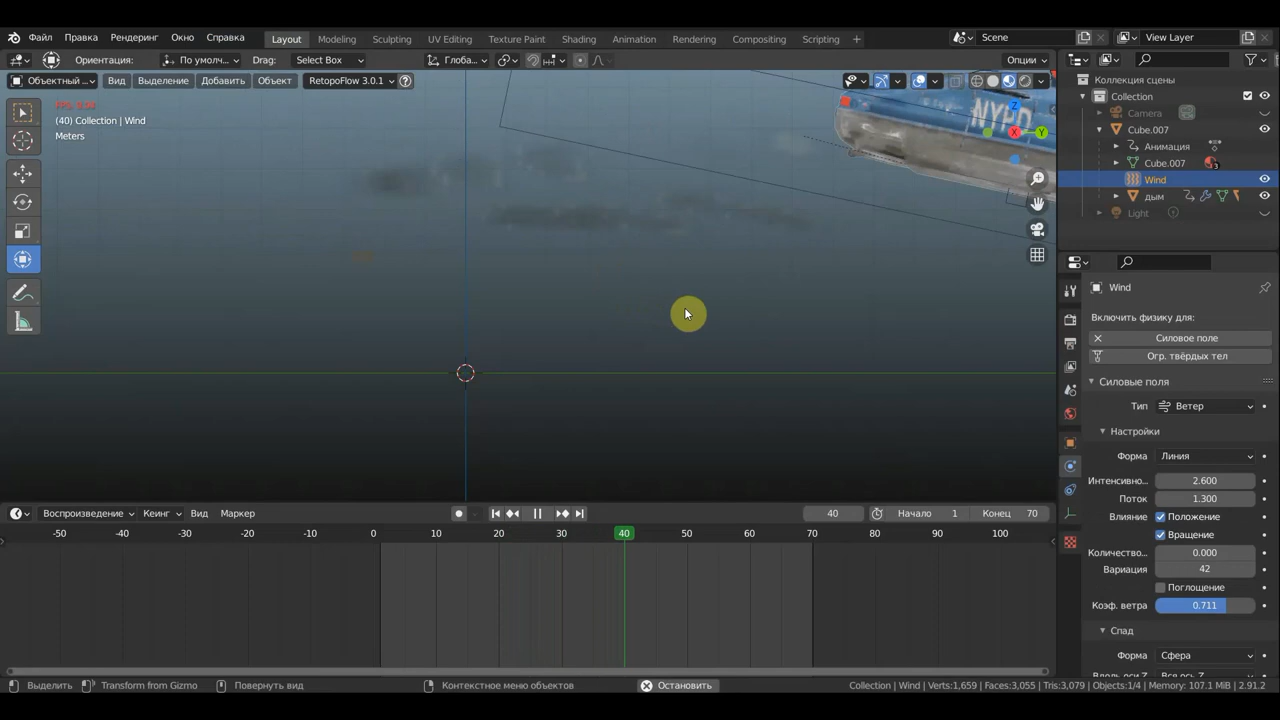 Файл Правка Рендеринг Окно Справка Layout Modeling Sculpting UV Editing Texture Paint Shading Animation Rendering Compositing Scripting + Scene View Layer
Ориентация: По умолч... Drag: Select Box Глоба... Опции
Объектный ... Вид Выделение Добавить Объект RetopoFlow 3.0.1 ?
(40) Collection | Wind
Meters
NYPD
Z
X
Y
Коллекция сцены
Collection
Camera
Cube.007
Анимация
Cube.007
3
Wind
дым
Light
Wind
Включить физику для:
Силовое поле
Огр. твёрдых тел
Силовые поля
Тип Ветер
Настройки
Форма Линия
Интенсивно... 2.600
Поток 1.300
Влияние Положение
Вращение
Количество... 0.000
Вариация 42
Поглощение
Коэф. ветра 0.711
Спад
Форма Сфера
Воспроизведение Кеинг Вид Маркер 40 Начало 1 Конец 70
-50 -40 -30 -20 -10 0 10 20 30 40 50 60 70 80 90 100
Выделить Transform from Gizmo Повернуть вид Контекстное меню объектов Остановить Collection | Wind | Verts:1,659 | Faces:3,055 | Tris:3,079 | Objects:1/4 | Memory: 107.1 MiB | 2.91.2